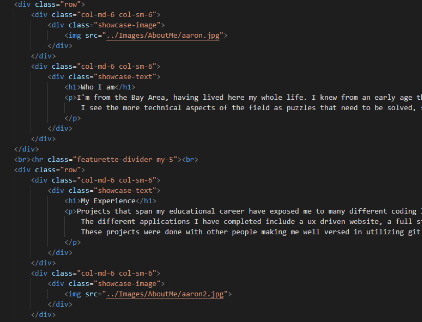 <div class="row">
<div class="col-md-6 col-sm-6">
<div class="showcase-image">
<img src="../Images/AboutMe/aaron.jpg">
</div>
</div>
<div class="col-md-6 col-sm-6">
<div class="showcase-text">
<h1>Who I am</h1>
<p>I'm from the Bay Area, having lived here my whole life. I knew from an early age th
I see the more technical aspects of the field as puzzles that need to be solved,
</p>
</div>
</div>
</div>
<br><hr class="featurette-divider my-5"><br>
<div class="row">
<div class="col-md-6 col-sm-6">
<div class="showcase-text">
<h1>My Experience</h1>
<p>Projects that span my educational career have exposed me to many different coding
The different applications I have completed include a ux driven website, a full st
These projects were done with other people making me well versed in utilizing git
</p>
</div>
</div>
<div class="col-md-6 col-sm-6">
<div class="showcase-image">
<img src="../Images/AboutMe/aaron2.jpg">
</div>
</div>